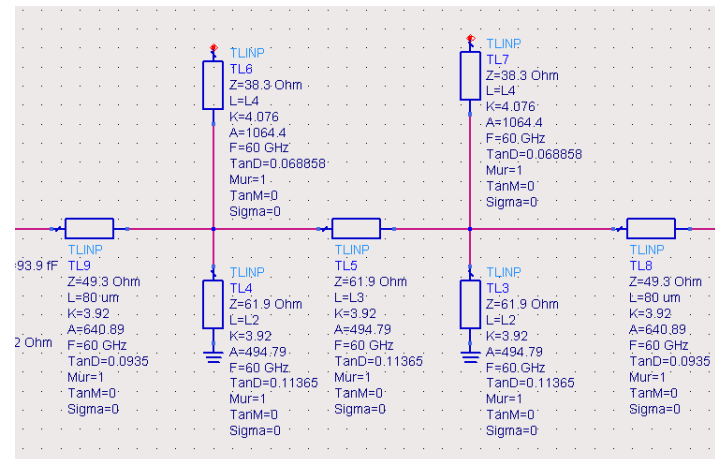 TLINP
TL6
Z=38.3 Ohm
L=L4
K=4.076
A=1064.4
F=60 GHz
TanD=0.068858
Mur=1
TanM=0
Sigma=0
TLINP
TL7
Z=38.3 Ohm
L=L4
K=4.076
A=1064.4
F=60 GHz
TanD=0.068858
Mur=1
TanM=0
Sigma=0
93.9 fF
2 Ohm
TLINP
TL9
Z=49.3 Ohm
L=80 um
K=3.92
A=640.89
F=60 GHz
TanD=0.0935
Mur=1
TanM=0
Sigma=0
TLINP
TL4
Z=61.9 Ohm
L=L2
K=3.92
A=494.79
F=60 GHz
TanD=0.11365
Mur=1
TanM=0
Sigma=0
TLINP
TL5
Z=61.9 Ohm
L=L3
K=3.92
A=494.79
F=60 GHz
TanD=0.11365
Mur=1
TanM=0
Sigma=0
TLINP
TL3
Z=61.9 Ohm
L=L2
K=3.92
A=494.79
F=60 GHz
TanD=0.11365
Mur=1
TanM=0
Sigma=0
TLINP
TL8
Z=49.3 Ohm
L=80 um
K=3.92
A=640.89
F=60 GHz
TanD=0.0935
Mur=1
TanM=0
Sigma=0